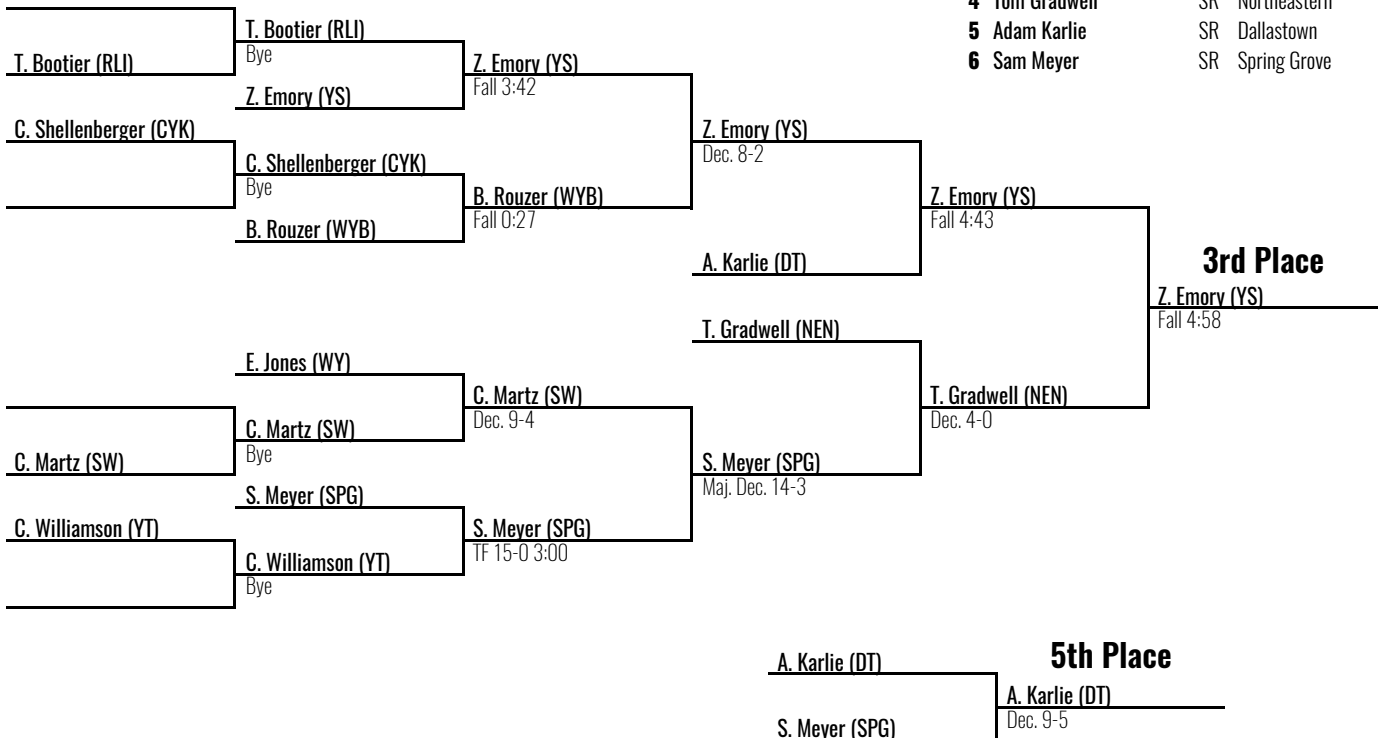 4 Tom Gradwell SR Northeastern
5 Adam Karlie SR Dallastown
6 Sam Meyer SR Spring Grove
T. Bootier (RLI)
Bye
T. Bootier (RLI)
Z. Emory (YS)
Fall 3:42
Z. Emory (YS)
C. Shellenberger (CYK)
Z. Emory (YS)
Dec. 8-2
C. Shellenberger (CYK)
Bye
B. Rouzer (WYB)
Fall 0:27
Z. Emory (YS)
Fall 4:43
B. Rouzer (WYB)
A. Karlie (DT)
3rd Place
Z. Emory (YS)
Fall 4:58
T. Gradwell (NEN)
E. Jones (WY)
C. Martz (SW)
Dec. 9-4
T. Gradwell (NEN)
Dec. 4-0
C. Martz (SW)
Bye
C. Martz (SW)
S. Meyer (SPG)
Maj. Dec. 14-3
S. Meyer (SPG)
C. Williamson (YT)
S. Meyer (SPG)
TF 15-0 3:00
C. Williamson (YT)
Bye
5th Place
A. Karlie (DT)
A. Karlie (DT)
Dec. 9-5
S. Meyer (SPG)